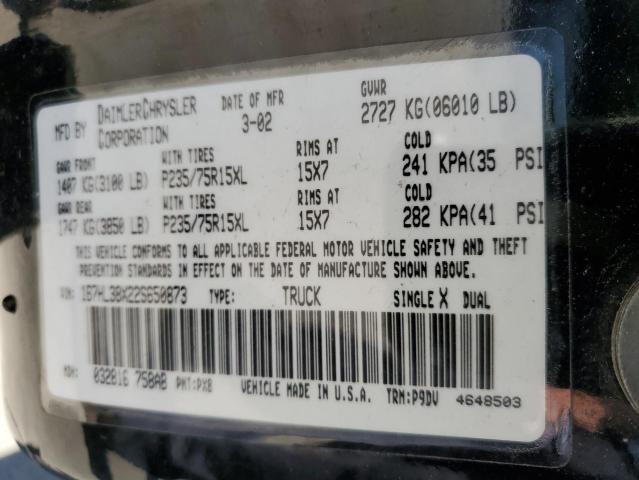 MFD BY DAIMLERCHRYSLER CORPORATION DATE OF MFR 3-02 GVWR 2727 KG(06010 LB)
GAWR FRONT WITH TIRES RIMS AT COLD
1407 KG(3100 LB) P235/75R15XL 15X7 241 KPA(35 PSI
GAWR REAR WITH TIRES RIMS AT COLD
1747 KG(3850 LB) P235/75R15XL 15X7 282 KPA(41 PSI
THIS VEHICLE CONFORMS TO ALL APPLICABLE FEDERAL MOTOR VEHICLE SAFETY AND THEFT
PREVENTION STANDARDS IN EFFECT ON THE DATE OF MANUFACTURE SHOWN ABOVE.
VIN: 1B7HL38X22S650873 TYPE: TRUCK SINGLE X DUAL
MDH: 032816 758AB PNT:PX8 VEHICLE MADE IN U.S.A. TRM:P9DV 4648503